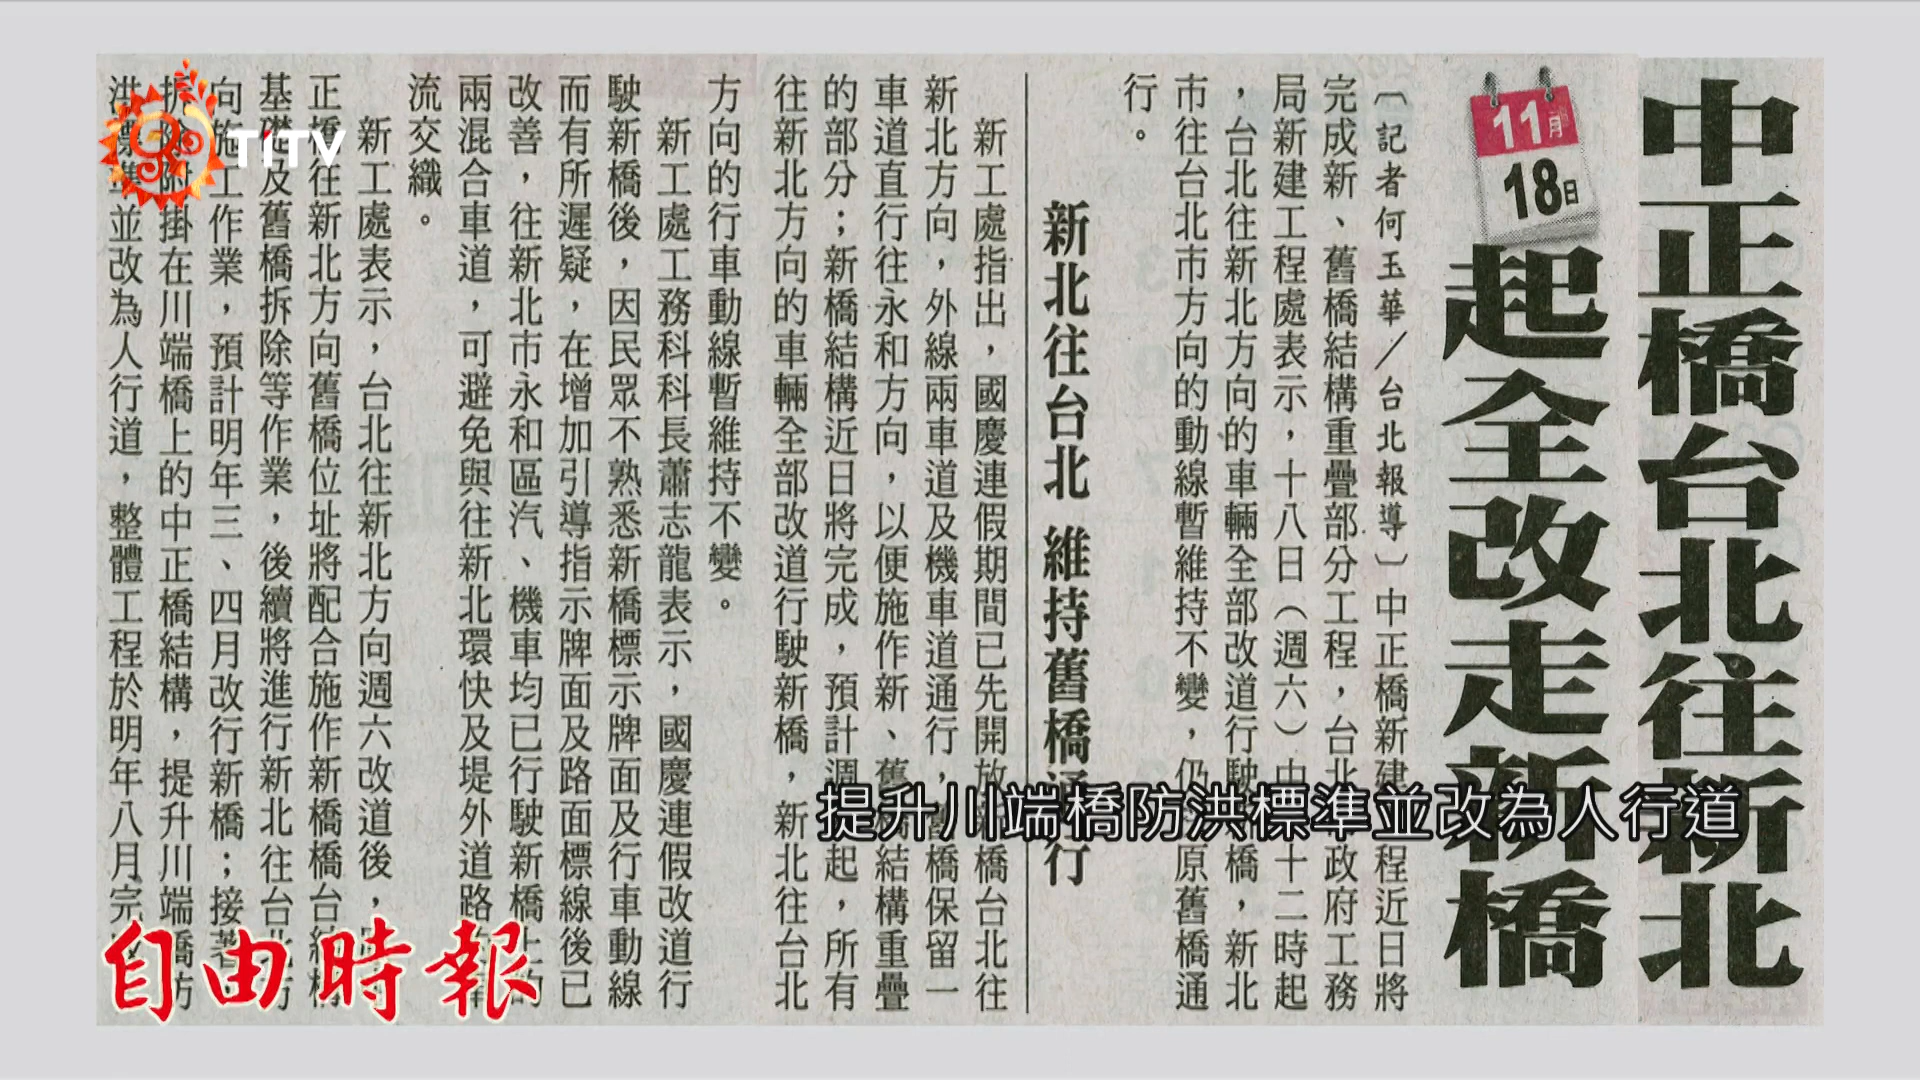 中正橋台北往新北
11月
18日
起全改走新橋
〔記者何玉華／台北報導〕中正橋新建
程近日將
完成新、舊橋結構重疊部分工程，台北
政府工務
局新建工程處表示，十八日（週六）
十二時起
，台北往新北方向的車輛全部改道行駛
橋，新北
市往台北市方向的動線暫維持不變，仍
原舊橋通
行。
新北往台北 維持舊橋
行
新工處指出，國慶連假期間已先開放
橋台北往
新北方向，外線兩車道及機車道通行，
橋保留一
車道直行往永和方向，以便施作新、舊
結構重疊
的部分；新橋結構近日將完成，預計週
起，所有
往新北方向的車輛全部改道行駛新橋，新北往台北
方向的行車動線暫維持不變。
新工處工務科科長蕭志龍表示，國慶連假改道行
駛新橋後，因民眾不熟悉新橋標示牌面及行車動線
而有所遲疑，在增加引導指示牌面及路面標線後已
改善，往新北市永和區汽、機車均已行駛新橋上的
兩混合車道，可避免與往新北環快及堤外道路
流交織。
新工處表示，台北往新北方向週六改道後，
正橋往新北方向舊橋位址將配合施作新橋橋台
基礎及舊橋拆除等作業，後續將進行新北往台北方
向施工作業，預計明年三、四月改行新橋；接著
拆除附掛在川端橋上的中正橋結構，提升川端橋防
洪標準並改為人行道，整體工程於明年八月完
TITV
提升川端橋防洪標準並改為人行道
自由時報